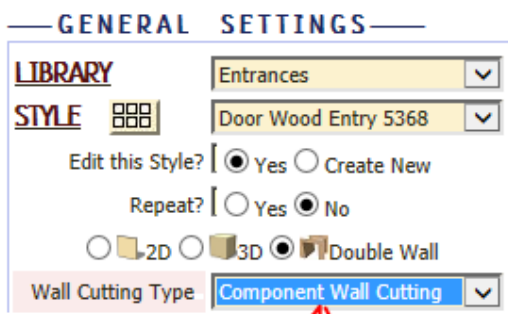 GENERAL SETTINGS
LIBRARY Entrances
STYLE Door Wood Entry 5368
Edit this Style? Yes Create New
Repeat? Yes No
2D 3D Double Wall
Wall Cutting Type Component Wall Cutting